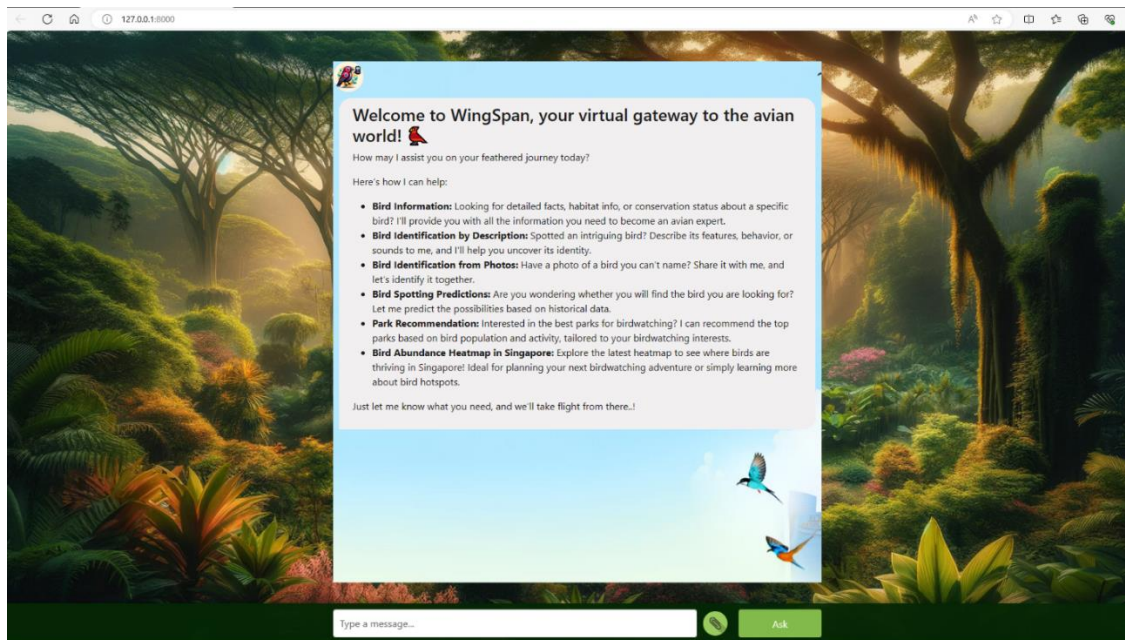 127.0.0.1:8000
Welcome to WingSpan, your virtual gateway to the avian
world!
How may I assist you on your feathered journey today?
Here's how I can help:
• Bird Information: Looking for detailed facts, habitat info, or conservation status about a specific
bird? I'll provide you with all the information you need to become an avian expert.
• Bird Identification by Description: Spotted an intriguing bird? Describe its features, behavior, or
sounds to me, and I'll help you uncover its identity.
• Bird Identification from Photos: Have a photo of a bird you can't name? Share it with me, and
let's identify it together.
• Bird Spotting Predictions: Are you wondering whether you will find the bird you are looking for?
Let me predict the possibilities based on historical data.
• Park Recommendation: Interested in the best parks for birdwatching? I can recommend the top
parks based on bird population and activity, tailored to your birdwatching interests.
• Bird Abundance Heatmap in Singapore: Explore the latest heatmap to see where birds are
thriving in Singapore! Ideal for planning your next birdwatching adventure or simply learning more
about bird hotspots.
Just let me know what you need, and we'll take flight from there..!
Type a message...
Ask